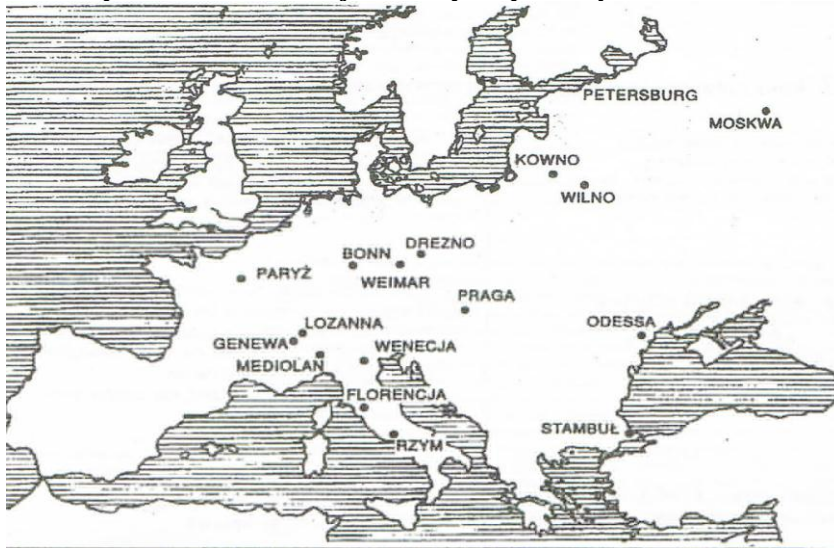 PETERSBURG
MOSKWA
KOWNO
WILNO
DREZNO
BONN
WEIMAR
PARYŻ
PRAGA
LOZANNA
ODESSA
GENEWA
WENECJA
MEDIOLAN
FLORENCJA
STAMBUŁ
RZYM